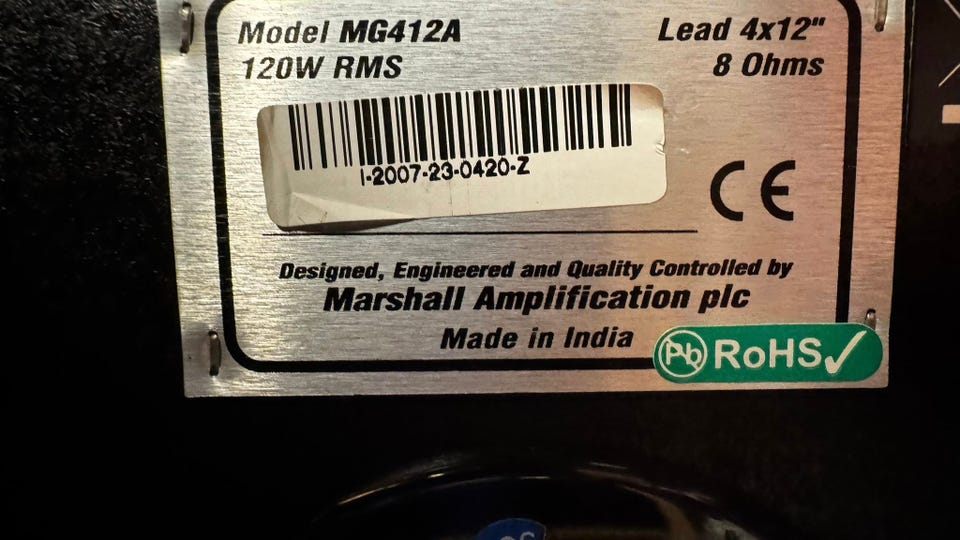 Model MG412A Lead 4x12"
120W RMS 8 Ohms
I-2007-23-0420-Z
CE
Designed, Engineered and Quality Controlled by
Marshall Amplification plc
Made in India
Pb RoHS✓